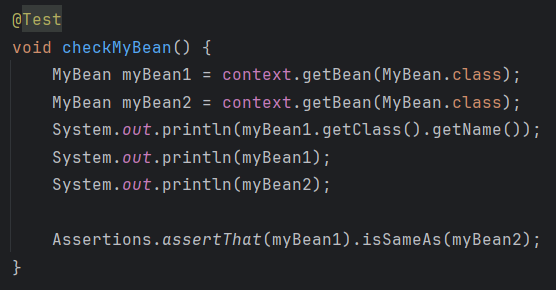 @Test
void checkMyBean() {
    MyBean myBean1 = context.getBean(MyBean.class);
    MyBean myBean2 = context.getBean(MyBean.class);
    System.out.println(myBean1.getClass().getName());
    System.out.println(myBean1);
    System.out.println(myBean2);
    Assertions.assertThat(myBean1).isSameAs(myBean2);
}